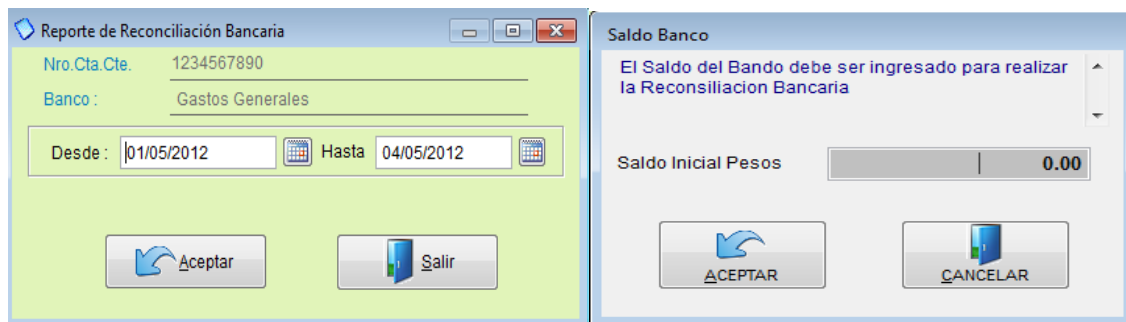 Reporte de Reconciliación Bancaria
Nro.Cta.Cte. 1234567890
Banco : Gastos Generales
Desde : 01/05/2012 Hasta 04/05/2012
Aceptar Salir
Saldo Banco
El Saldo del Bando debe ser ingresado para realizar
la Reconsiliacion Bancaria
Saldo Inicial Pesos 0.00
ACEPTAR CANCELAR